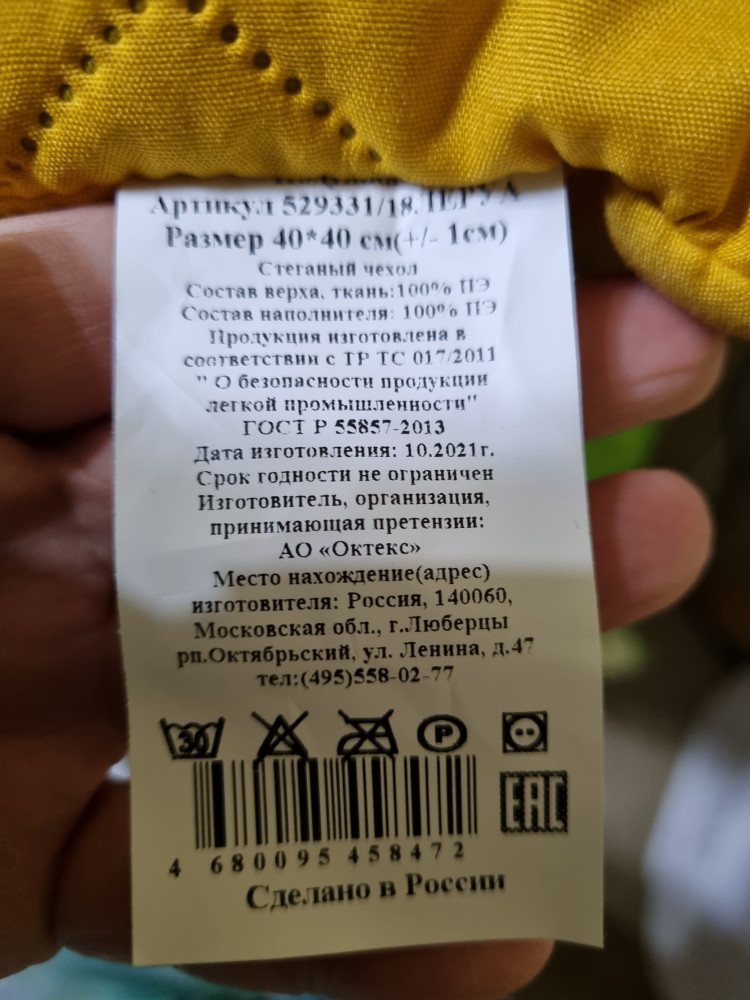 Артикул 529331/18. ЛЕРУА
Размер 40*40 см(+/- 1см)
Стеганый чехол
Состав верха, ткань:100% ПЭ
Состав наполнителя: 100% ПЭ
Продукция изготовлена в
соответствии с ТР ТС 017/2011
" О безопасности продукции
легкой промышленности"
ГОСТ Р 55857-2013
Дата изготовления: 10.2021г.
Срок годности не ограничен
Изготовитель, организация,
принимающая претензии:
АО «Октекс»
Место нахождение(адрес)
изготовителя: Россия, 140060,
Московская обл., г.Люберцы
рп.Октябрьский, ул. Ленина, д.47
тел:(495)558-02-77
30 P
EAC
4 680095 458472
Сделано в России